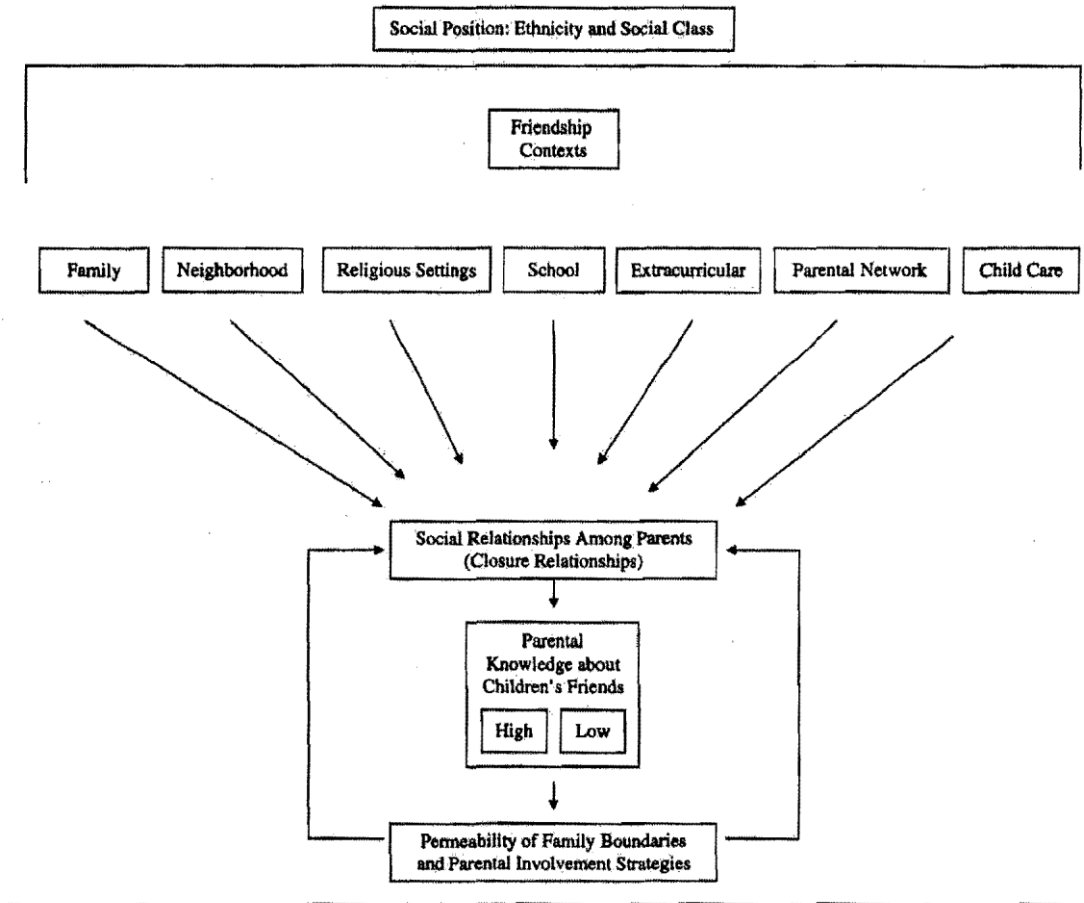 Social Position: Ethnicity and Social Class
Friendship
Contexts
Family
Neighborhood
Religious Settings
School
Extracurricular
Parental Network
Child Care
Social Relationships Among Parents
(Closure Relationships)
Parental
Knowledge about
Children's Friends
High
Low
Permeability of Family Boundaries
and Parental Involvement Strategies